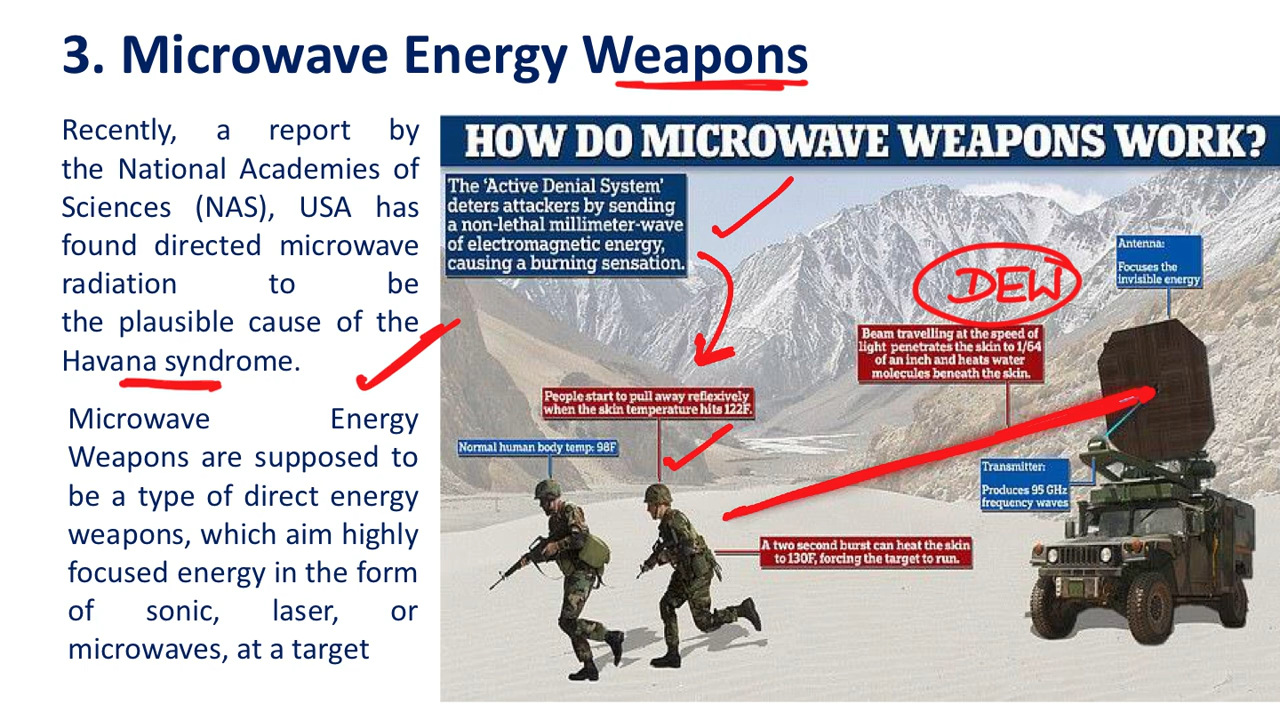 3. Microwave Energy Weapons
Recently, a report by
the National Academies of
Sciences (NAS), USA has
found directed microwave
radiation to be
the plausible cause of the
Havana syndrome.
Microwave Energy
Weapons are supposed to
be a type of direct energy
weapons, which aim highly
focused energy in the form
of sonic, laser, or
microwaves, at a target
HOW DO MICROWAVE WEAPONS WORK?
The 'Active Denial System'
deters attackers by sending
a non-lethal millimeter-wave
of electromagnetic energy,
causing a burning sensation.
DEW
Antenna:
Focuses the
invisible energy
Beam travelling at the speed of
light penetrates the skin to 1/64
of an inch and heats water
molecules beneath the skin.
People start to pull away reflexively
when the skin temperature hits 122F.
Normal human body temp: 98F
Transmitter:
Produces 95 GHz
frequency waves
A two second burst can heat the skin
to 130F, forcing the target to run.